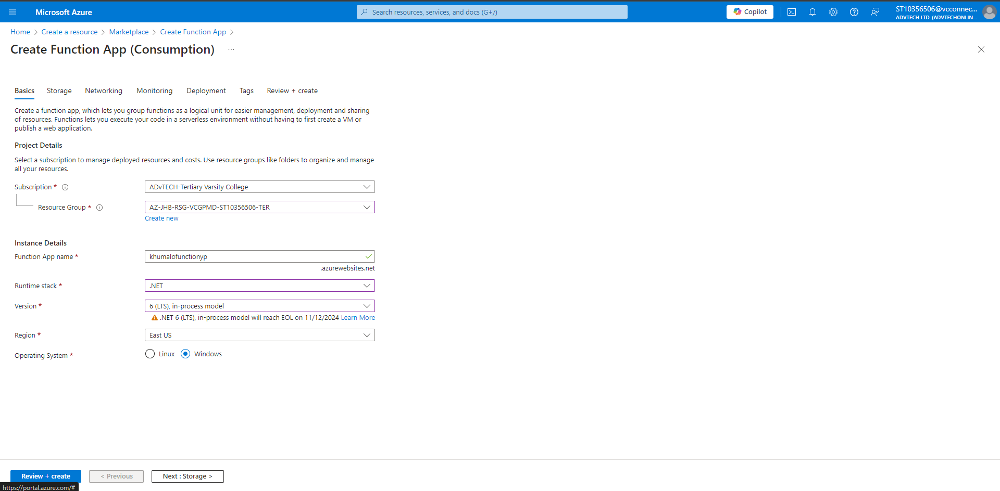 Microsoft Azure
Search resources, services, and docs (G+/)
Copilot
ST10356506@vcconnec...
ADVTECH LTD. (ADVTECHONLIN...
Home > Create a resource > Marketplace > Create Function App >
Create Function App (Consumption) ...
Basics Storage Networking Monitoring Deployment Tags Review + create
Create a function app, which lets you group functions as a logical unit for easier management, deployment and sharing
of resources. Functions lets you execute your code in a serverless environment without having to first create a VM or
publish a web application.
Project Details
Select a subscription to manage deployed resources and costs. Use resource groups like folders to organize and manage
all your resources.
Subscription * ADvTECH-Tertiary Varsity College
Resource Group * AZ-JHB-RSG-VCGPMD-ST10356506-TER
Create new
Instance Details
Function App name * khumalofunctionyp
.azurewebsites.net
Runtime stack * .NET
Version * 6 (LTS), in-process model
.NET 6 (LTS), in-process model will reach EOL on 11/12/2024 Learn More
Region * East US
Operating System * Linux Windows
Review + create < Previous Next : Storage >
https://portal.azure.com/#